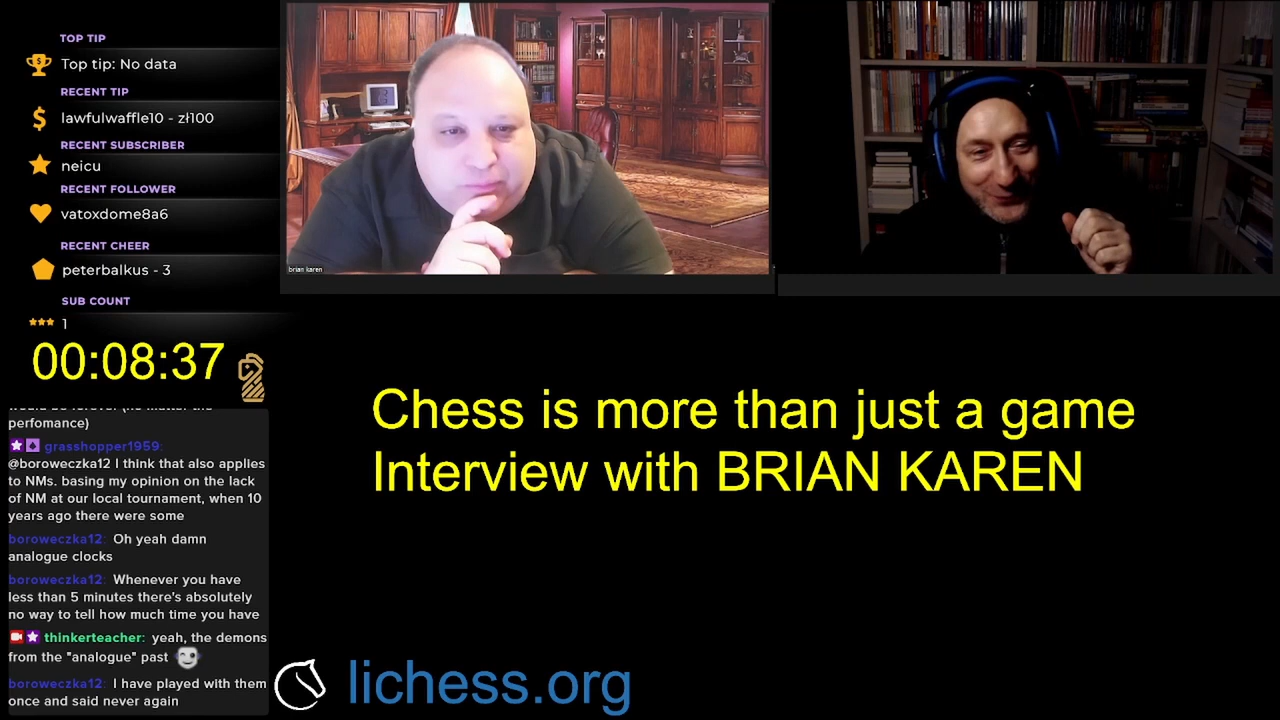 TOP TIP
Top tip: No data
RECENT TIP
lawfulwaffle10 - zł100
RECENT SUBSCRIBER
neicu
RECENT FOLLOWER
vatoxdome8a6
RECENT CHEER
peterbalkus - 3
SUB COUNT
1
00:08:37
perfomance)
grasshopper1959:
@boroweczka12 I think that also applies
to NMs. basing my opinion on the lack
of NM at our local tournament, when 10
years ago there were some
boroweczka12: Oh yeah damn
analogue clocks
boroweczka12: Whenever you have
less than 5 minutes there's absolutely
no way to tell how much time you have
thinkerteacher: yeah, the demons
from the "analogue" past
boroweczka12: I have played with them
once and said never again
brian karen
Chess is more than just a game
Interview with BRIAN KAREN
lichess.org